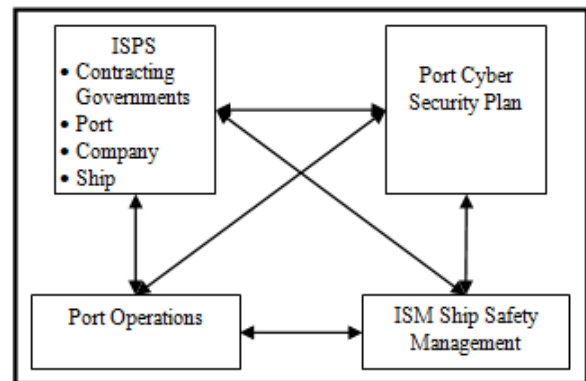 ISPS
• Contracting
Governments
• Port
• Company
• Ship
Port Cyber
Security Plan
Port Operations
ISM Ship Safety
Management